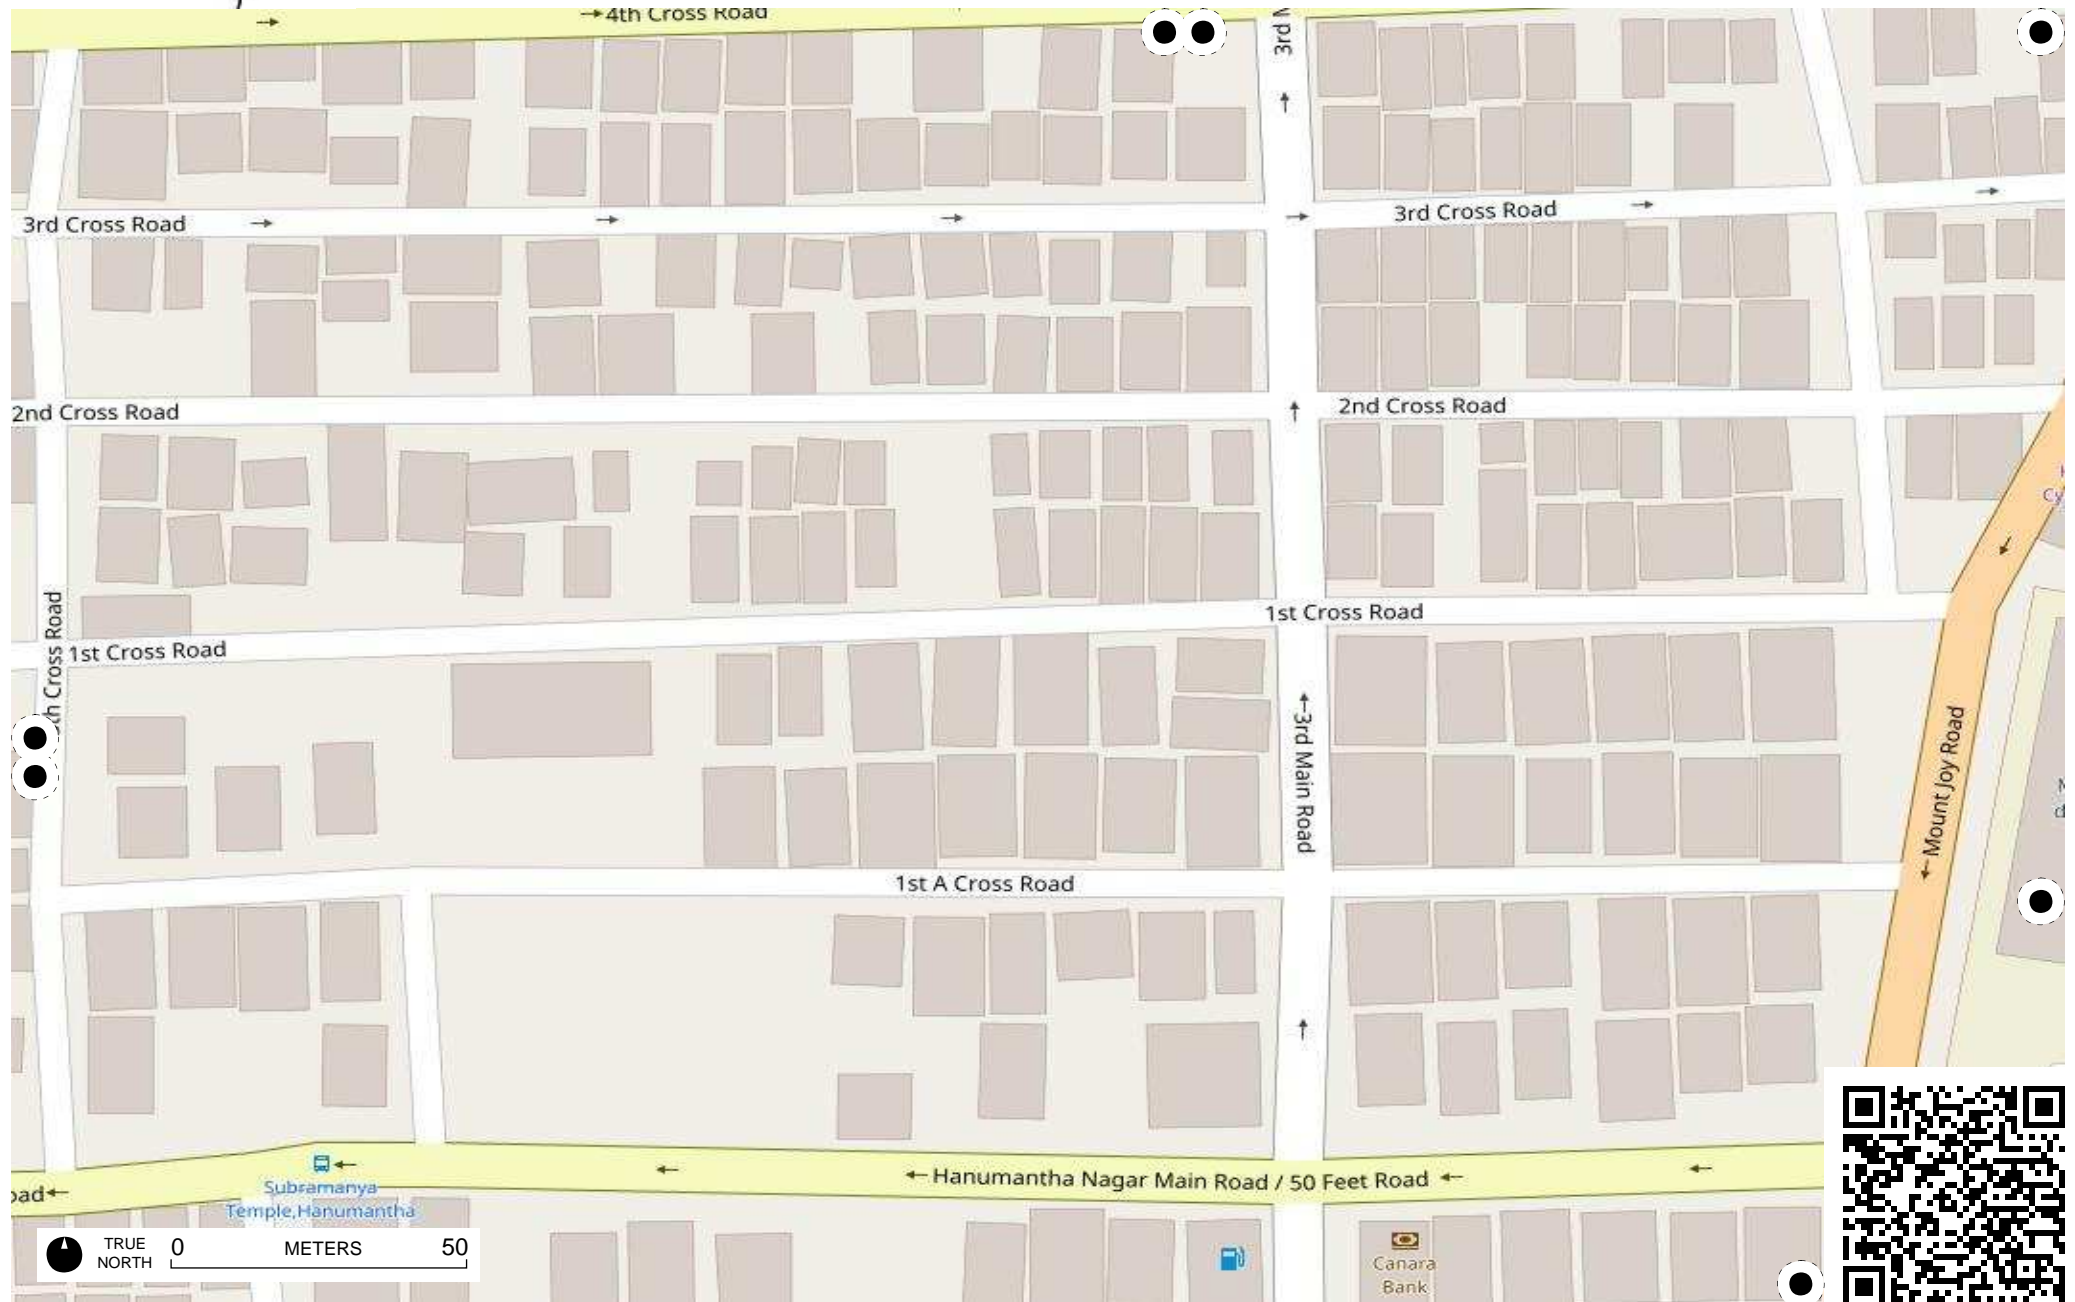 4th Cross Road
3rd
3rd Cross Road
3rd Cross Road
2nd Cross Road
2nd Cross Road
Cross Road
1st Cross Road
1st Cross Road
3rd Main Road
Mount Joy Road
1st A Cross Road
Hanumantha Nagar Main Road / 50 Feet Road
Subramanya
Temple,Hanumantha
TRUE
NORTH
0 METERS 50
Canara
Bank